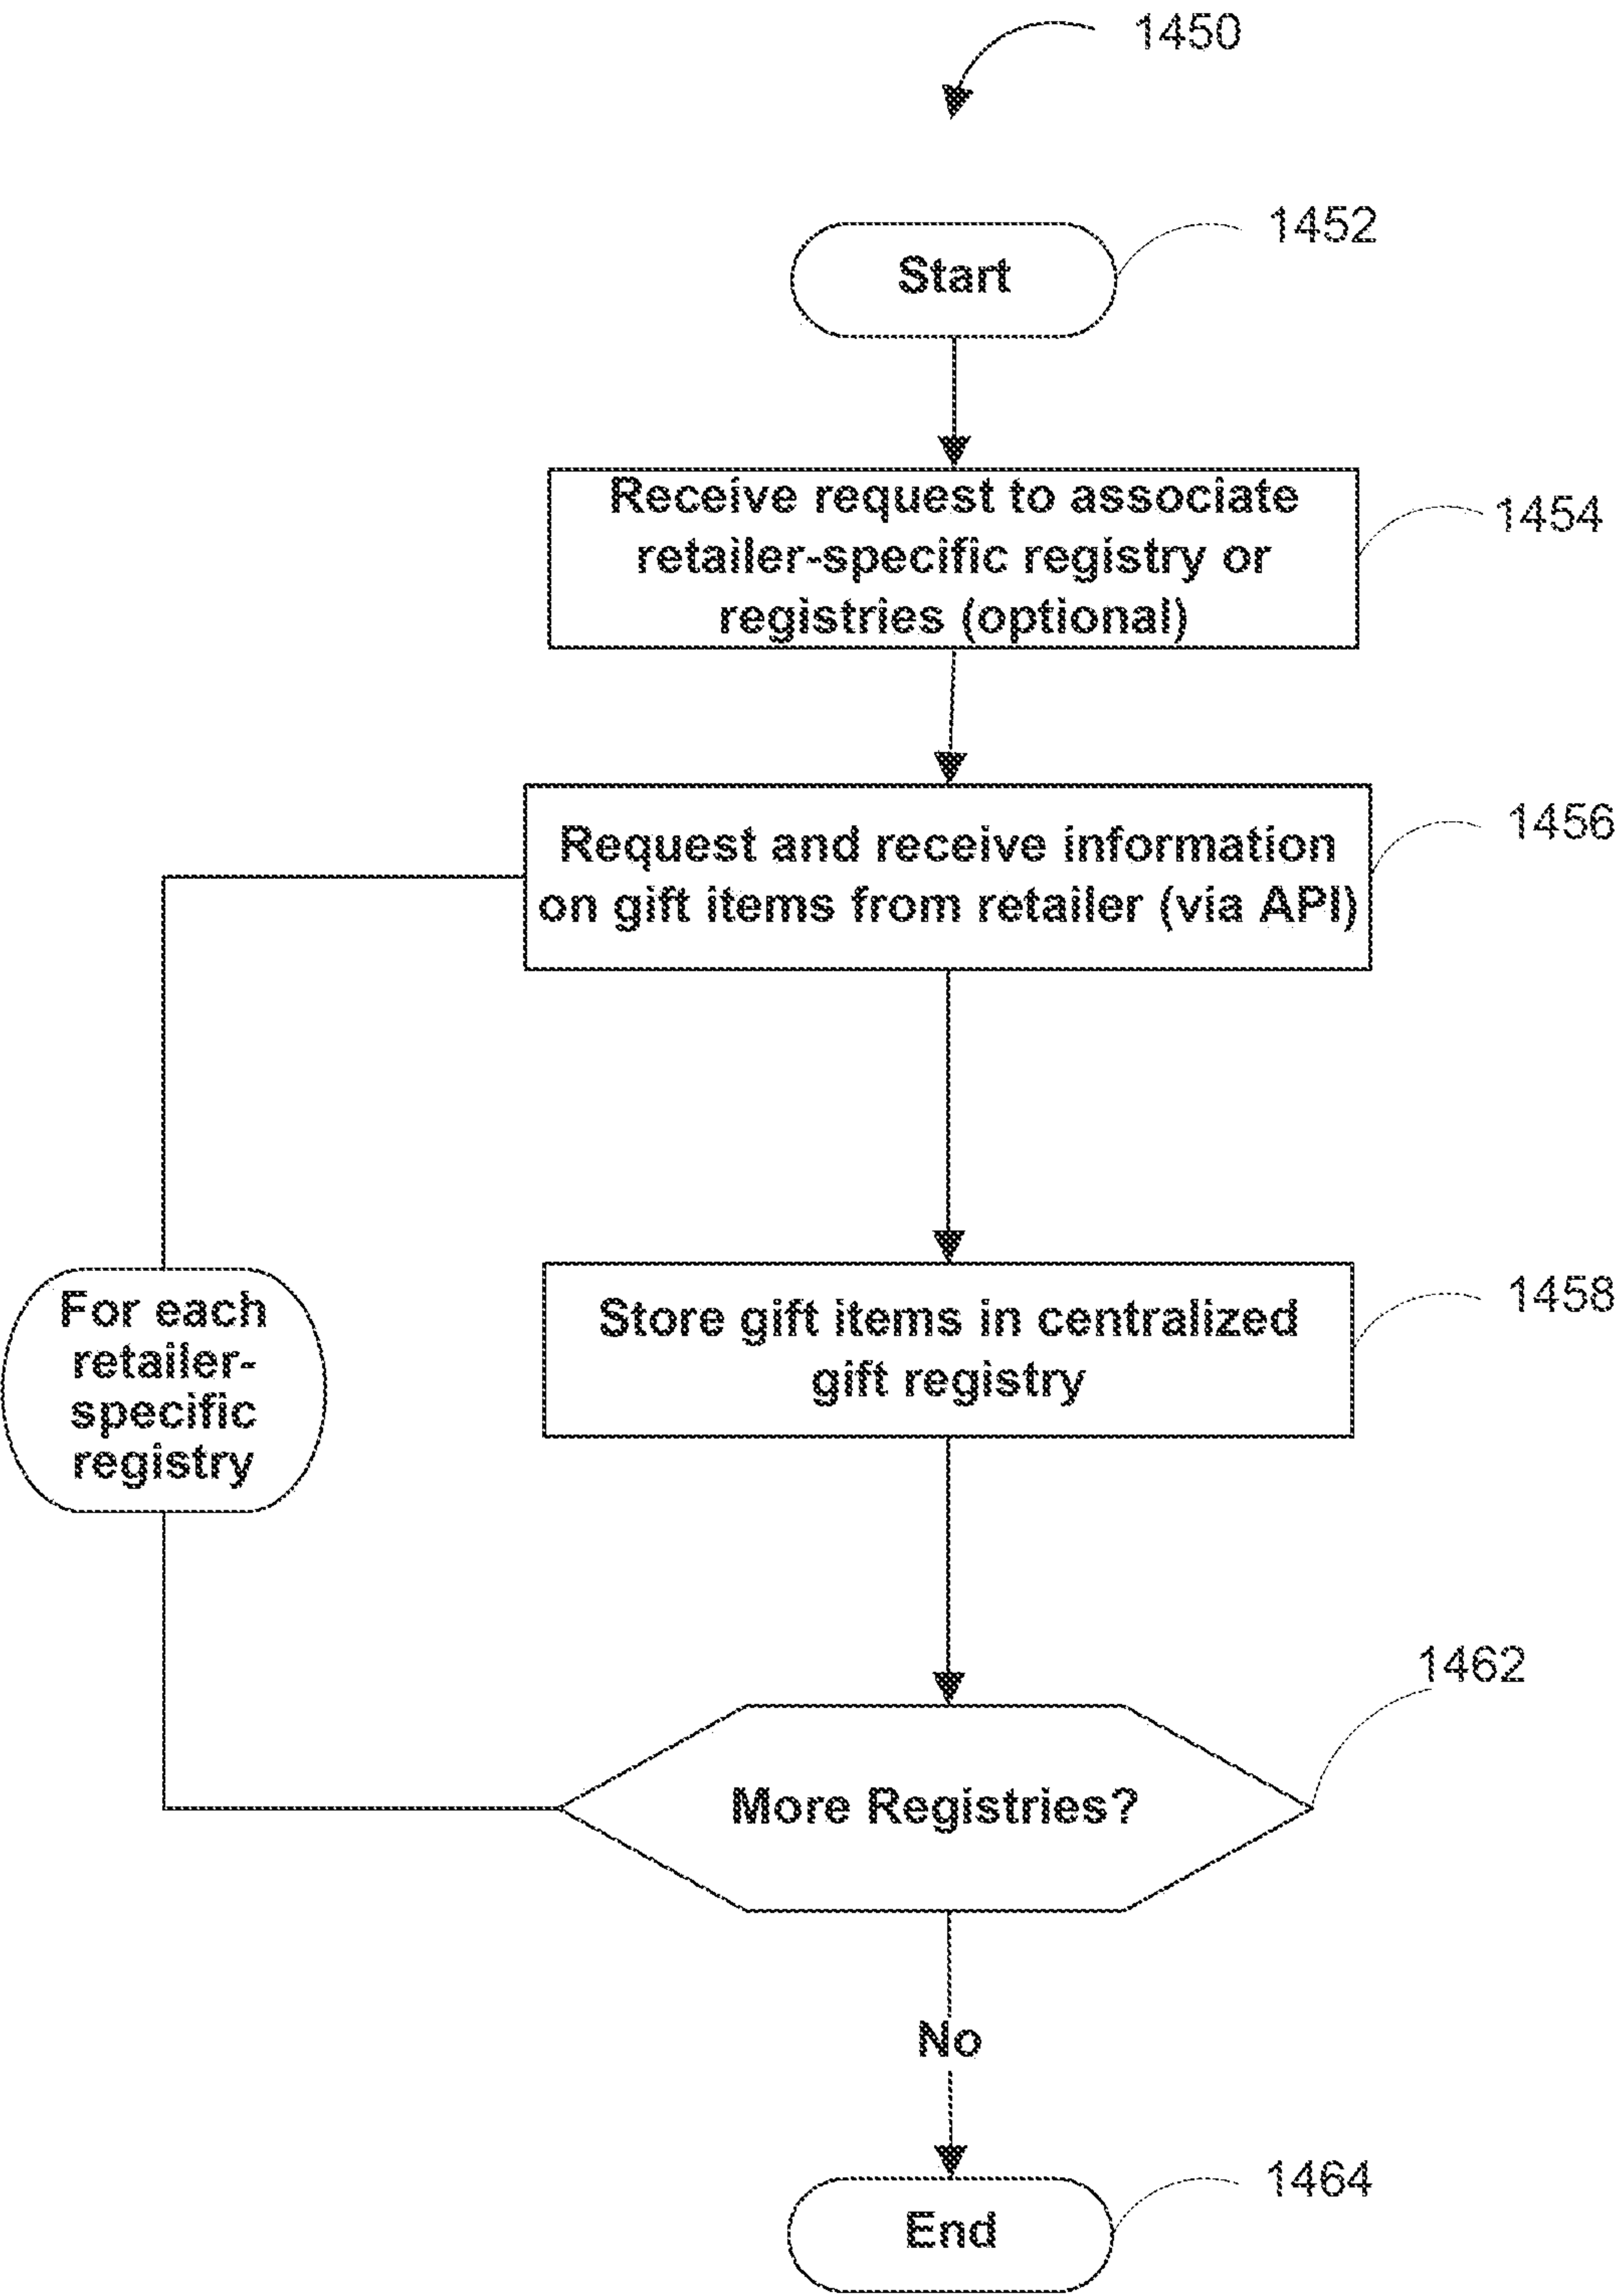 1450
1452
Start
Receive request to associate
retailer-specific registry or
registries (optional)
1454
Request and receive information
on gift items from retailer (via API)
1456
For each
retailer-
specific
registry
Store gift items in centralized
gift registry
1458
1462
More Registries?
No
1464
End